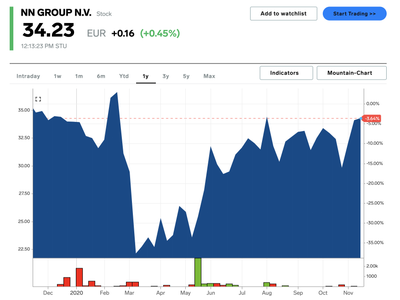 NN GROUP N.V. Stock
Add to watchlist
Start Trading >>
34.23 EUR +0.16 (+0.45%)
12:13:23 PM STU
Intraday 1w 1m 6m Ytd 1y 3y 5y Max
Indicators
Mountain-Chart
35.00
32.50
30.00
27.50
25.00
22.50
0.00%
-3.44%
-5.00%
-10.00%
-15.00%
-20.00%
-25.00%
-30.00%
-35.00%
2.00k
1000
Dec 2020 Feb Mar Apr May Jun Jul Aug Sep Oct Nov